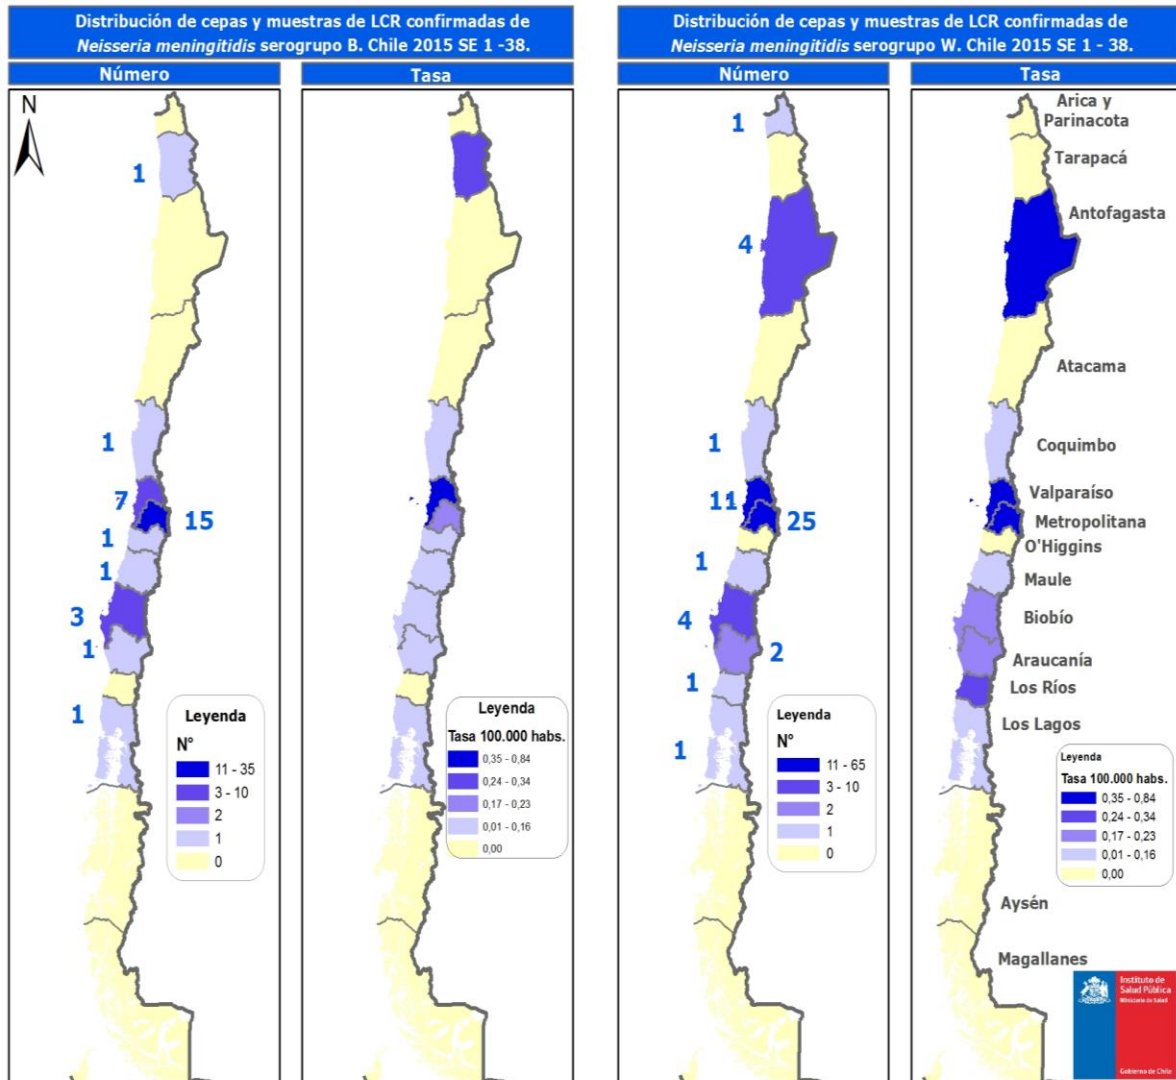 Distribución de cepas y muestras de LCR confirmadas de
Neisseria meningitidis serogrupo B. Chile 2015 SE 1 -38.
Número
Tasa
N
1
1
7
15
1
1
3
1
1
Leyenda
N°
11 - 35
3 - 10
2
1
0
Leyenda
Tasa 100.000 habs.
0,35 - 0,84
0,24 - 0,34
0,17 - 0,23
0,01 - 0,16
0,00
Distribución de cepas y muestras de LCR confirmadas de
Neisseria meningitidis serogrupo W. Chile 2015 SE 1 - 38.
Número
Tasa
1
4
1
11
25
1
4
2
1
1
Leyenda
N°
11 - 65
3 - 10
2
1
0
Arica y
Parinacota
Tarapacá
Antofagasta
Atacama
Coquimbo
Valparaíso
Metropolitana
O'Higgins
Maule
Biobío
Araucanía
Los Ríos
Los Lagos
Leyenda
Tasa 100.000 habs.
0,35 - 0,84
0,24 - 0,34
0,17 - 0,23
0,01 - 0,16
0,00
Aysén
Magallanes
Instituto de
Salud Pública
Ministerio de Salud
Gobierno de Chile